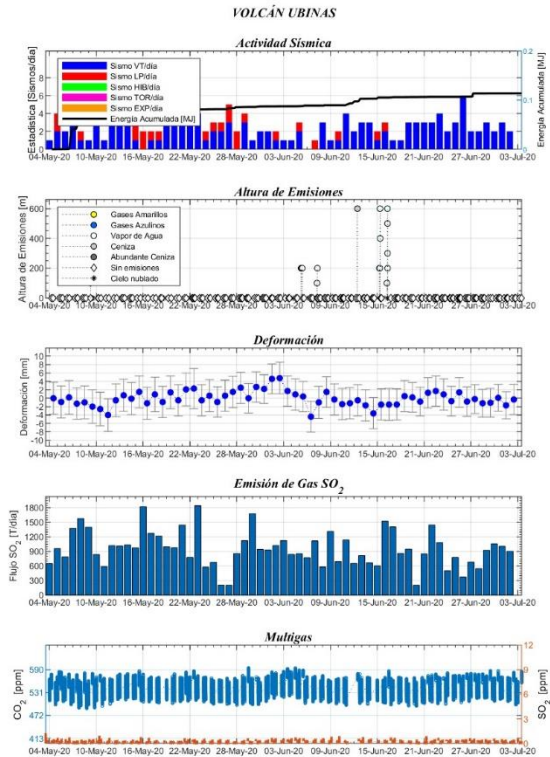 VOLCÁN UBINAS
Actividad Sísmica
Estadística [Sismos/día]
0 2 4 6 8
Sismo VT/día
Sismo LP/día
Sismo HIB/día
Sismo TOR/día
Sismo EXP/día
Energía Acumulada [MJ]
0.2
0.1
0
Energía Acumulada [MJ]
04-May-20 10-May-20 16-May-20 22-May-20 28-May-20 03-Jun-20 09-Jun-20 15-Jun-20 21-Jun-20 27-Jun-20 03-Jul-20
Altura de Emisiones
Altura de Emisiones [m]
600
400
200
0
Gases Amarillos
Gases Azulinos
Vapor de Agua
Ceniza
Abundante Ceniza
Sin emisiones
Cielo nublado
04-May-20 10-May-20 16-May-20 22-May-20 28-May-20 03-Jun-20 09-Jun-20 15-Jun-20 21-Jun-20 27-Jun-20 03-Jul-20
Deformación
Deformación [mm]
10
8
6
4
2
0
-2
-4
-6
-8
-10
04-May-20 10-May-20 16-May-20 22-May-20 28-May-20 03-Jun-20 09-Jun-20 15-Jun-20 21-Jun-20 27-Jun-20 03-Jul-20
Emisión de Gas SO2
Flujo SO2 [T/día]
1800
1500
1200
900
600
300
0
04-May-20 10-May-20 16-May-20 22-May-20 28-May-20 03-Jun-20 09-Jun-20 15-Jun-20 21-Jun-20 27-Jun-20 03-Jul-20
Multigas
CO2 [ppm]
590
531
472
413
12
9
6
3
0
SO2 [ppm]
04-May-20 10-May-20 16-May-20 22-May-20 28-May-20 03-Jun-20 09-Jun-20 15-Jun-20 21-Jun-20 27-Jun-20 03-Jul-20